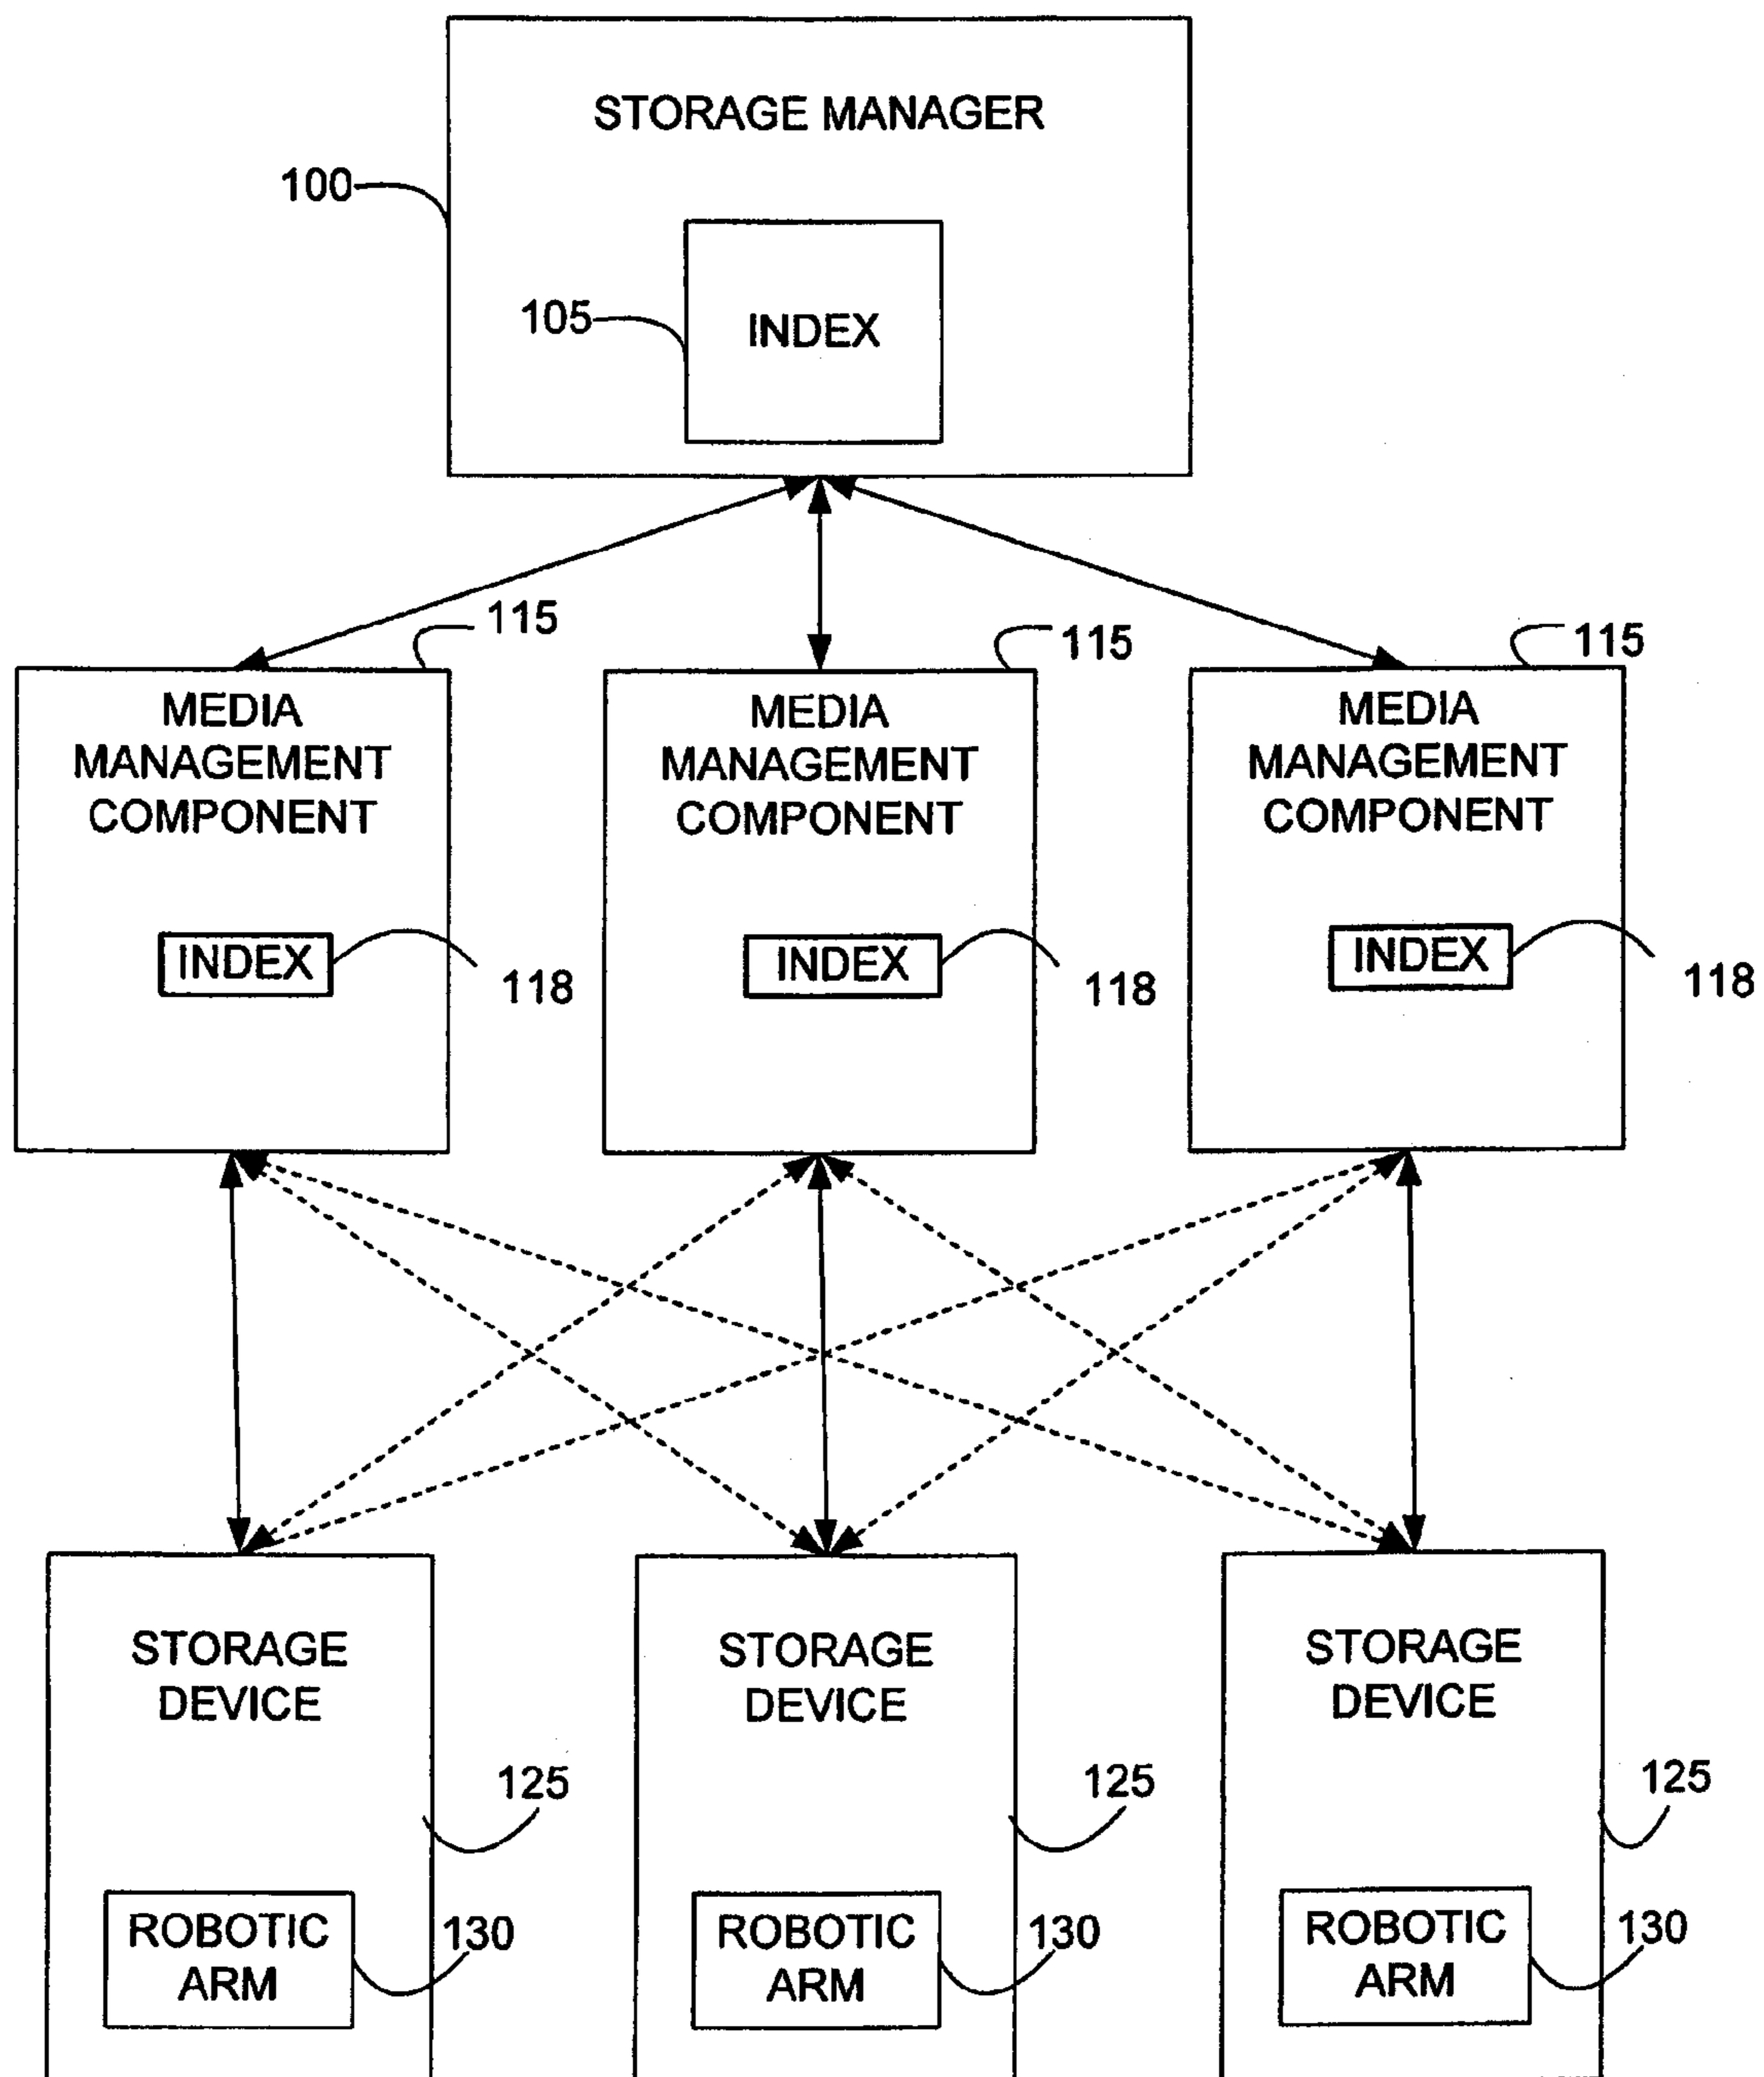 STORAGE MANAGER
100
105
INDEX
115
115
115
MEDIA
MANAGEMENT
COMPONENT
MEDIA
MANAGEMENT
COMPONENT
MEDIA
MANAGEMENT
COMPONENT
INDEX
118
INDEX
118
INDEX
118
STORAGE
DEVICE
STORAGE
DEVICE
STORAGE
DEVICE
125
125
125
ROBOTIC
ARM
130
ROBOTIC
ARM
130
ROBOTIC
ARM
130